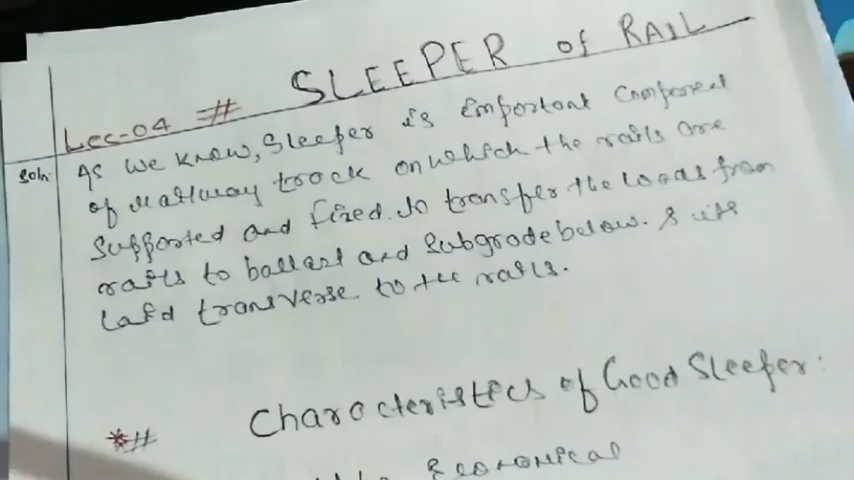 SLEEPER of RAIL
Lec-04 #
Soln: As we know, Sleeper is important component
of railway track on which the rails are
supported and fixed. to transfer the loads from
rails to ballast and subgrade below. & its
laid transverse to the rails.
*# Characteristics of Good Sleeper:
Economical